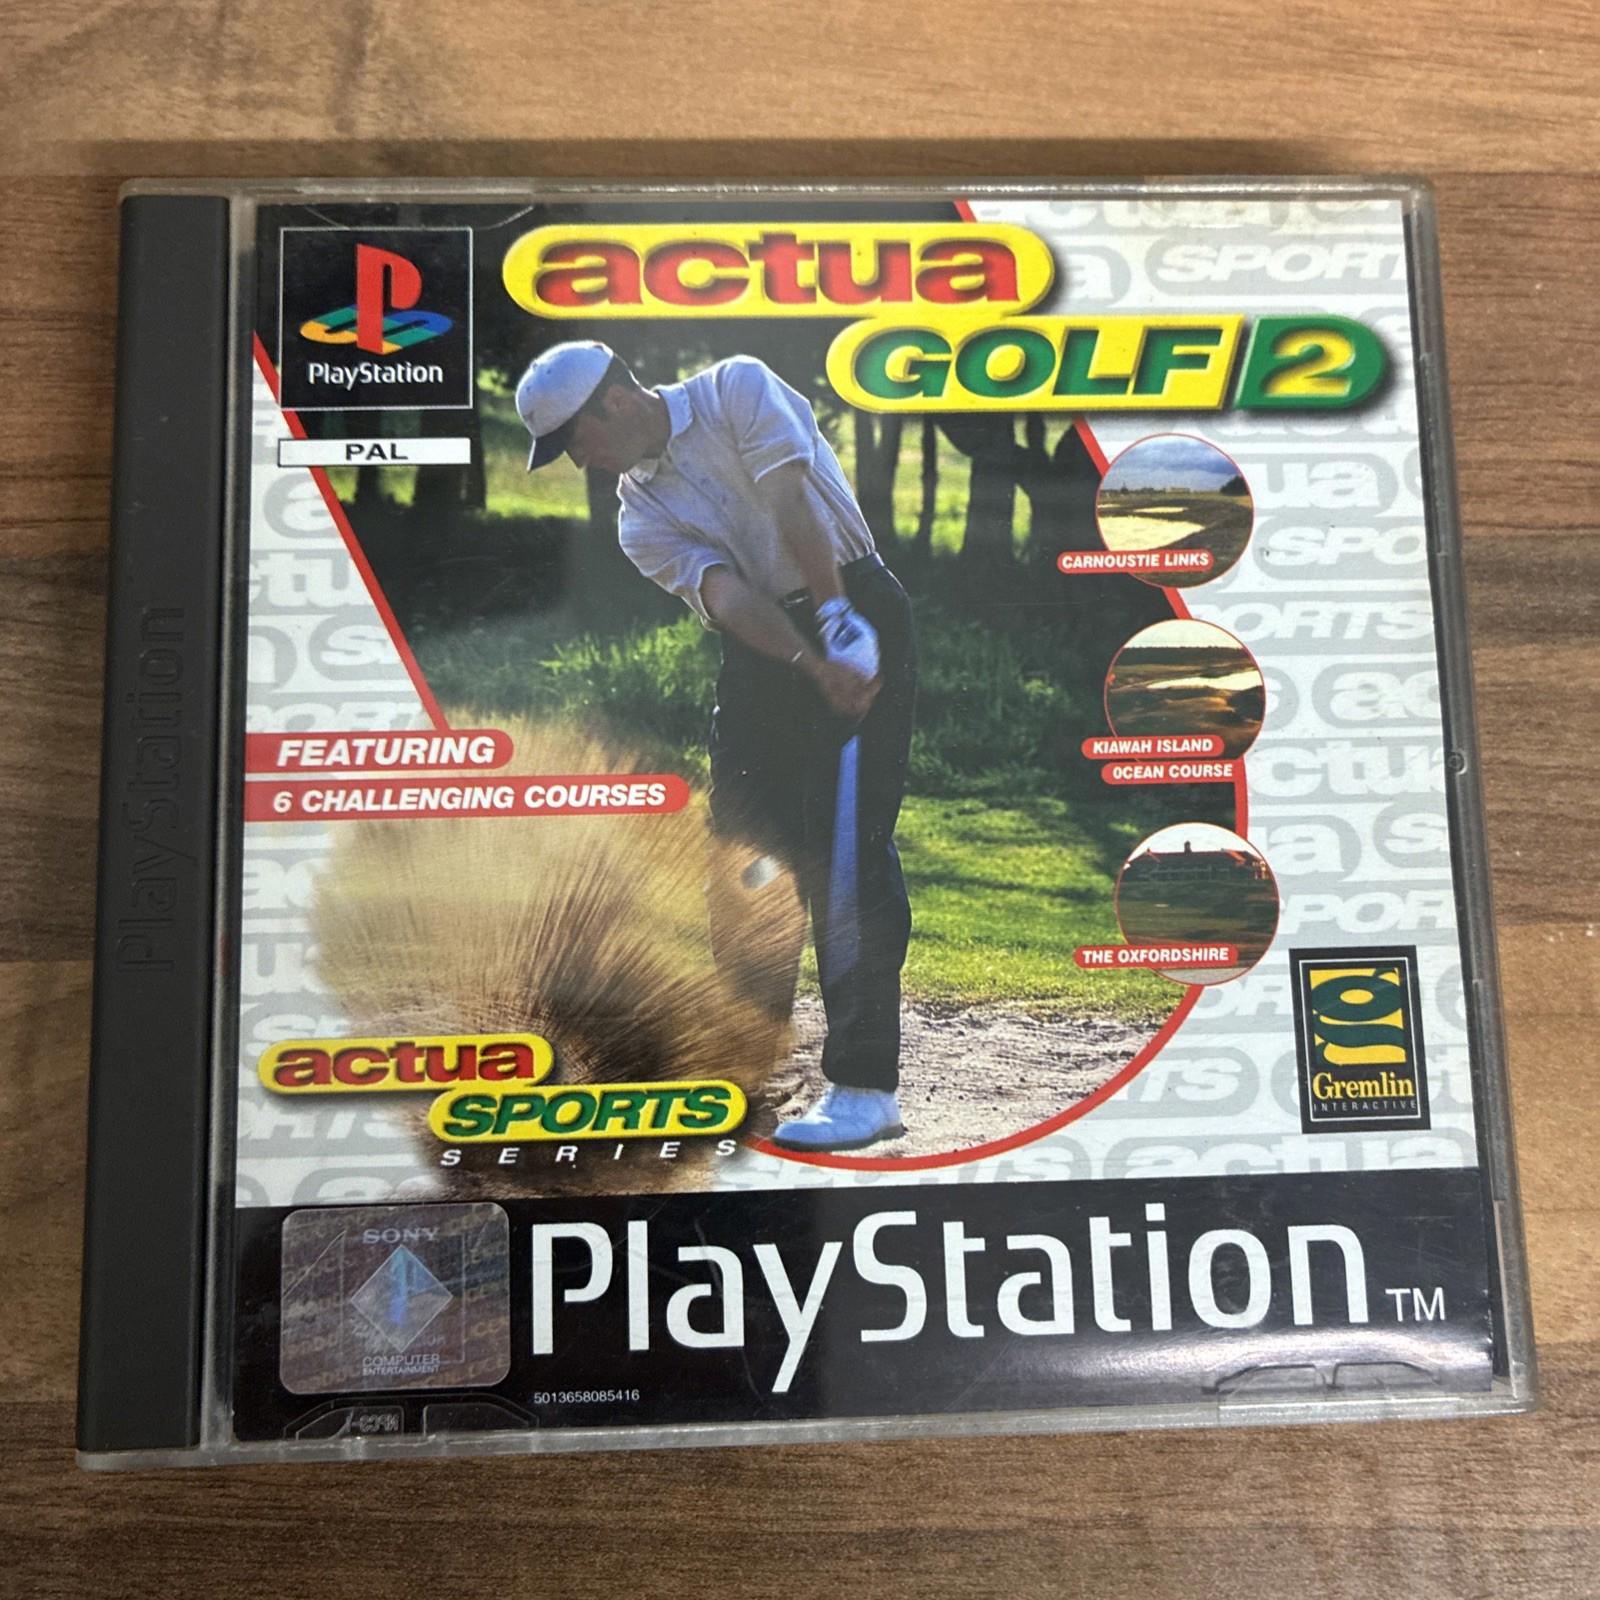 PlayStation
PAL
actua
GOLF 2
CARNOUSTIE LINKS
KIAWAH ISLAND
OCEAN COURSE
THE OXFORDSHIRE
FEATURING
6 CHALLENGING COURSES
actua
SPORTS
SERIES
Gremlin
INTERACTIVE
SONY
COMPUTER
ENTERTAINMENT
PlayStation TM
5013658085416
PlayStation